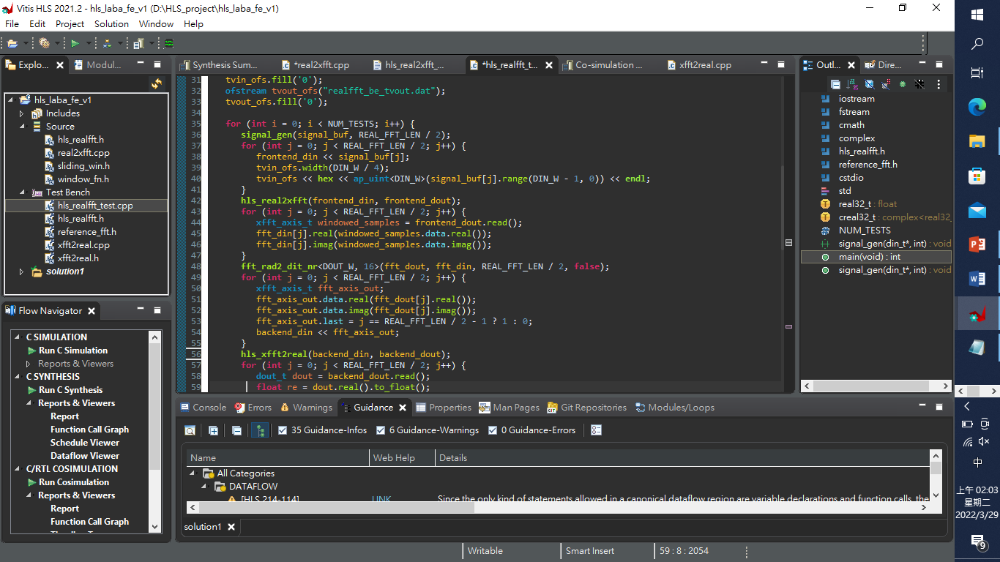 Vitis HLS 2021.2 - hls_laba_fe_v1 (D:\HLS_project\hls_laba_fe_v1)
File Edit Project Solution Window Help
Explo...
Modul...
hls_laba_fe_v1
Includes
Source
hls_realfft.h
real2xfft.cpp
sliding_win.h
window_fn.h
Test Bench
hls_realfft_test.cpp
hls_realfft.h
reference_fft.h
xfft2real.cpp
xfft2real.h
solution1
Flow Navigator
C SIMULATION
Run C Simulation
Reports & Viewers
C SYNTHESIS
Run C Synthesis
Reports & Viewers
Report
Function Call Graph
Schedule Viewer
Dataflow Viewer
C/RTL COSIMULATION
Run Cosimulation
Reports & Viewers
Report
Function Call Graph
Synthesis Sum... *real2xfft.cpp hls_real2xfft_... *hls_realfft_t... Co-simulation ... xfft2real.cpp
31 tvin_ofs.fill('0');
32 ofstream tvout_ofs("realfft_be_tvout.dat");
33 tvout_ofs.fill('0');
34
35 for (int i = 0; i < NUM_TESTS; i++) {
36 signal_gen(signal_buf, REAL_FFT_LEN / 2);
37 for (int j = 0; j < REAL_FFT_LEN / 2; j++) {
38 frontend_din << signal_buf[j];
39 tvin_ofs.width(DIN_W / 4);
40 tvin_ofs << hex << ap_uint<DIN_W>(signal_buf[j].range(DIN_W - 1, 0)) << endl;
41 }
42 hls_real2xfft(frontend_din, frontend_dout);
43 for (int j = 0; j < REAL_FFT_LEN / 2; j++) {
44 xfft_axis_t windowed_samples = frontend_dout.read();
45 fft_din[j].real(windowed_samples.data.real());
46 fft_din[j].imag(windowed_samples.data.imag());
47 }
48 fft_rad2_dit_nr<DOUT_W, 16>(fft_dout, fft_din, REAL_FFT_LEN / 2, false);
49 for (int j = 0; j < REAL_FFT_LEN / 2; j++) {
50 xfft_axis_t fft_axis_out;
51 fft_axis_out.data.real(fft_dout[j].real());
52 fft_axis_out.data.imag(fft_dout[j].imag());
53 fft_axis_out.last = j == REAL_FFT_LEN / 2 - 1 ? 1 : 0;
54 backend_din << fft_axis_out;
55 }
56 hls_xfft2real(backend_din, backend_dout);
57 for (int j = 0; j < REAL_FFT_LEN / 2; j++) {
58 dout_t dout = backend_dout.read();
59 float re = dout.real().to_float();
Outl...
Dire...
iostream
fstream
cmath
complex
hls_realfft.h
reference_fft.h
cstdio
std
real32_t : float
creal32_t : complex<real32_
NUM_TESTS
signal_gen(din_t*, int) : void
main(void) : int
signal_gen(din_t*, int) : void
Console Errors Warnings Guidance Properties Man Pages Git Repositories Modules/Loops
35 Guidance-Infos 6 Guidance-Warnings 0 Guidance-Errors
Name Web Help Details
All Categories
DATAFLOW
[HLS 214-114] LINK Since the only kind of statements allowed in a canonical dataflow region are variable declarations and function calls, the
solution1
Writable Smart Insert 59 : 8 : 2054
中
上午 02:03
星期二
2022/3/29
9